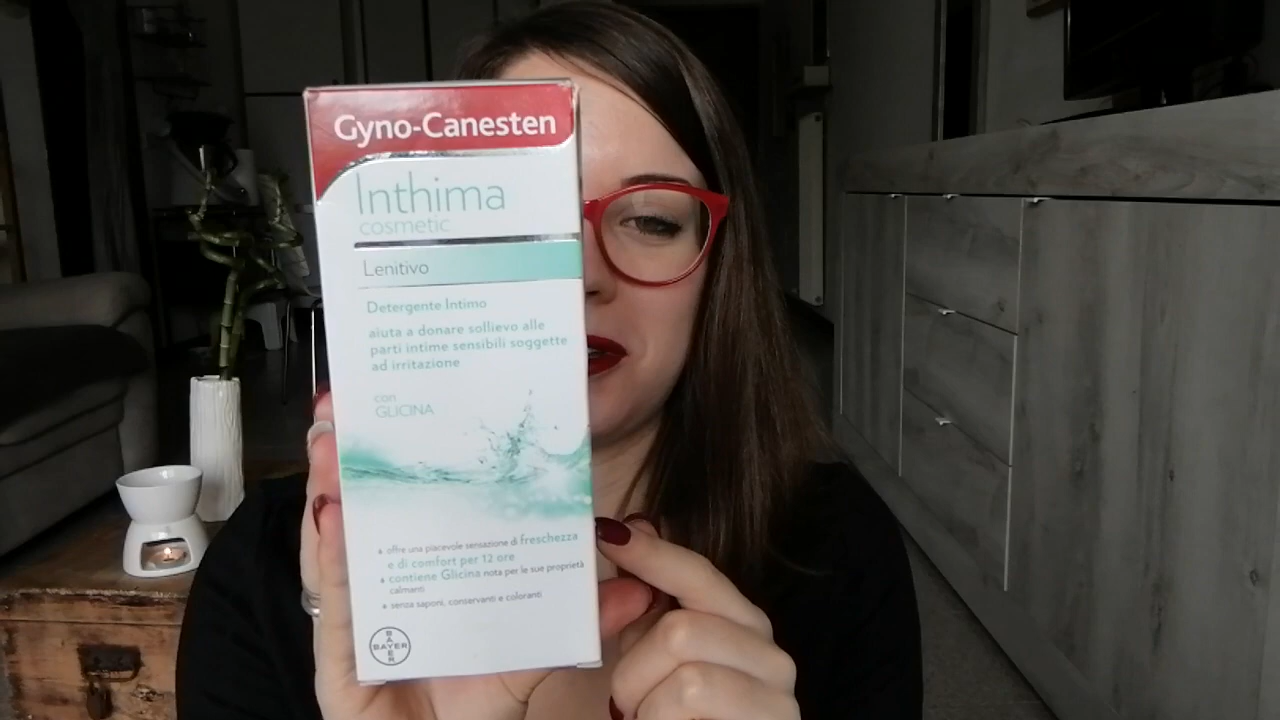 Gyno-Canesten
Inthima
cosmetic
Lenitivo
Detergente Intimo
aiuta a donare sollievo alle
parti intime sensibili soggette
ad irritazione
con
GLICINA
offre una piacevole sensazione di freschezza
e di comfort per 12 ore
contiene Glicina nota per le sue proprietà
calmanti
senza saponi, conservanti e coloranti
BAYER